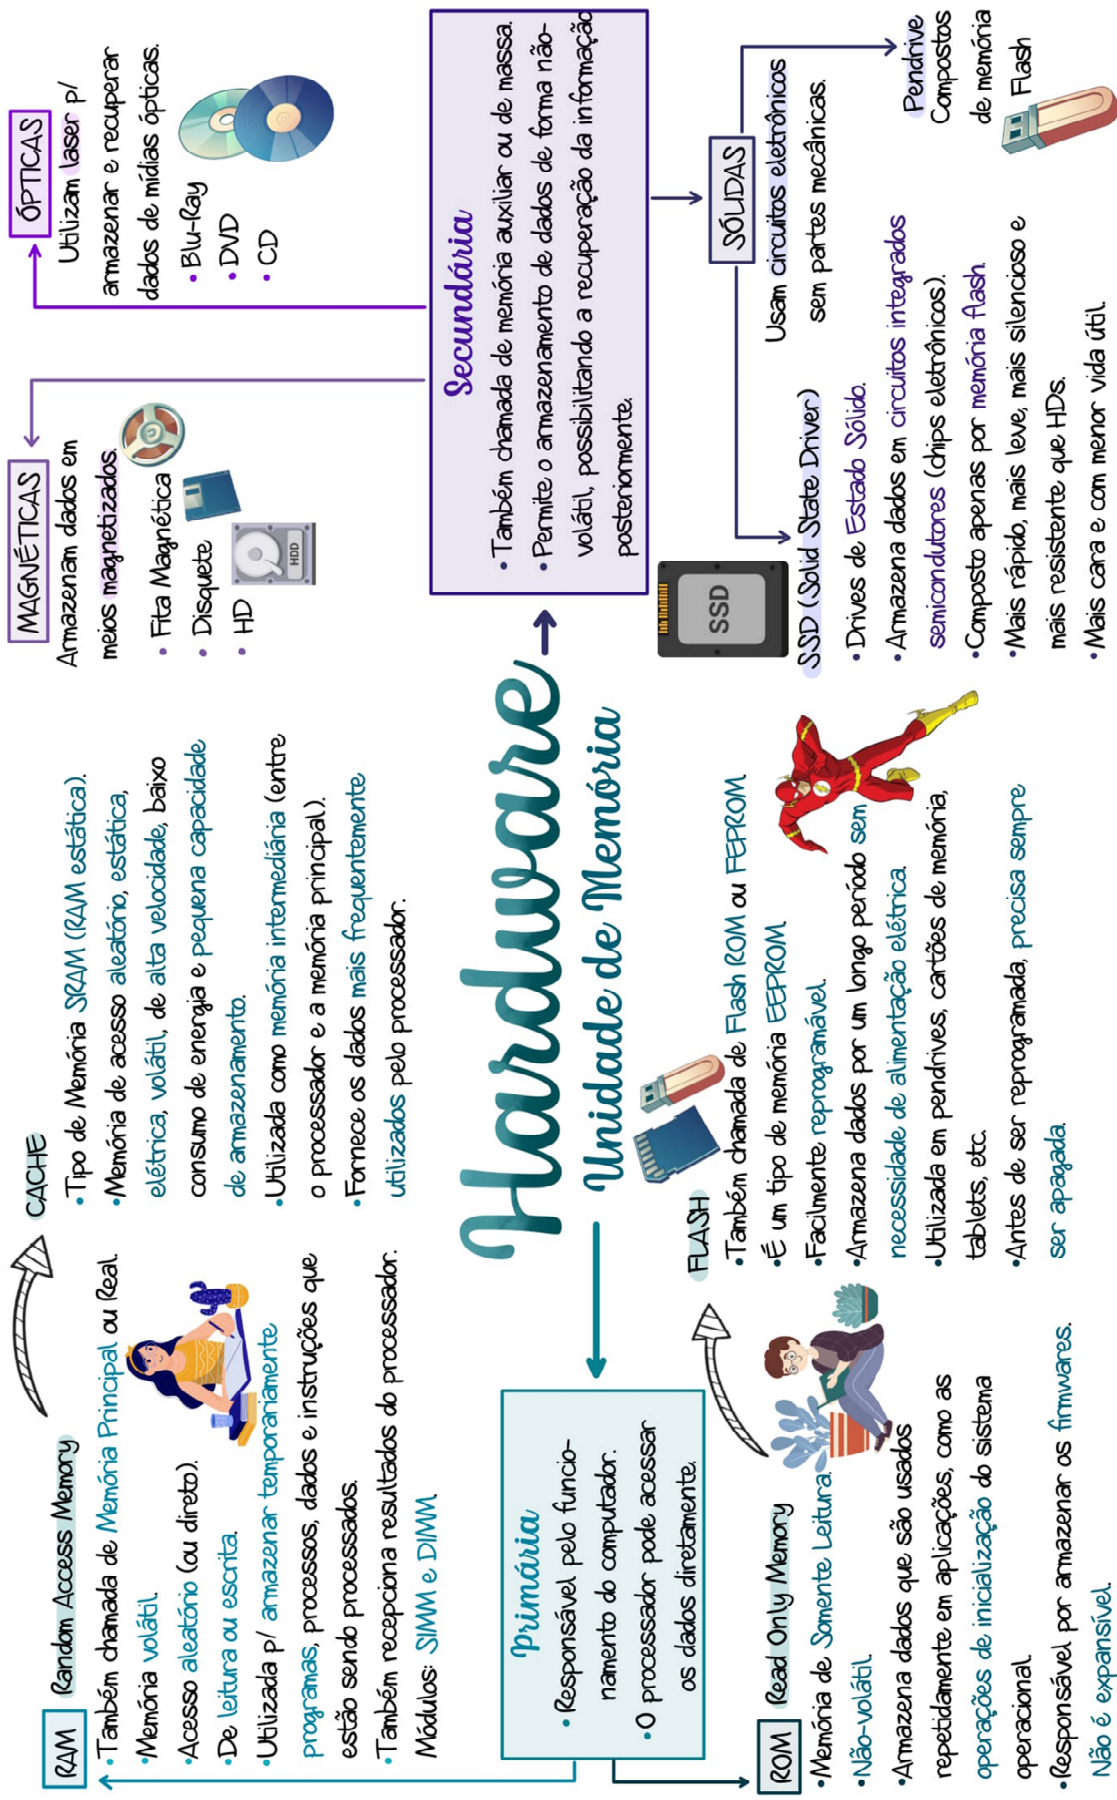 Hardware
Unidade de Memória
Primária
• Responsável pelo funcio-
namento do computador.
• O processador pode acessar
os dados diretamente.
RAM Random Access Memory
• Também chamada de Memória Principal ou Real.
• Memória volátil.
• Acesso aleatório (ou direto).
• De leitura ou escrita.
• Utilizada p/ armazenar temporariamente
programas, processos, dados e instruções que
estão sendo processados.
• Também recepciona resultados do processador.
Módulos: SIMM e DIMM.
CACHE
• Tipo de Memória SRAM (RAM estática).
• Memória de acesso aleatório, estática,
elétrica, volátil, de alta velocidade, baixo
consumo de energia e pequena capacidade
de armazenamento.
• Utilizada como memória intermediária (entre
o processador e a memória principal).
• Fornece os dados mais frequentemente
utilizados pelo processador.
ROM Read Only Memory
• Memória de Somente Leitura.
• Não-volátil.
• Armazena dados que são usados
repetidamente em aplicações, como as
operações de inicialização do sistema
operacional.
• Responsável por armazenar os firmwares.
Não é expansível.
FLASH
• Também chamada de Flash ROM ou FEPROM.
• É um tipo de memória EEPROM.
• Facilmente reprogramável.
• Armazena dados por um longo período sem
necessidade de alimentação elétrica.
• Utilizada em pendrives, cartões de memória,
tablets, etc.
• Antes de ser reprogramada, precisa sempre
ser apagada.
Secundária
• Também chamada de memória auxiliar ou de massa.
• Permite o armazenamento de dados de forma não-
volátil, possibilitando a recuperação da informação
posteriormente.
MAGNÉTICAS
Armazenam dados em
meios magnetizados.
• Fita Magnética
• Disquete
• HD
HDD
ÓPTICAS
Utilizam laser p/
armazenar e recuperar
dados de mídias ópticas.
• Blu-Ray
• DVD
• CD
SÓLIDAS
Usam circuitos eletrônicos
sem partes mecânicas.
SSD
SSD (Solid State Driver)
• Drives de Estado Sólido.
• Armazena dados em circuitos integrados
semicondutores (chips eletrônicos).
• Composto apenas por memória flash.
• Mais rápido, mais leve, mais silencioso e
mais resistente que HDs.
• Mais cara e com menor vida útil.
Pendrive
Compostos
de memória
Flash